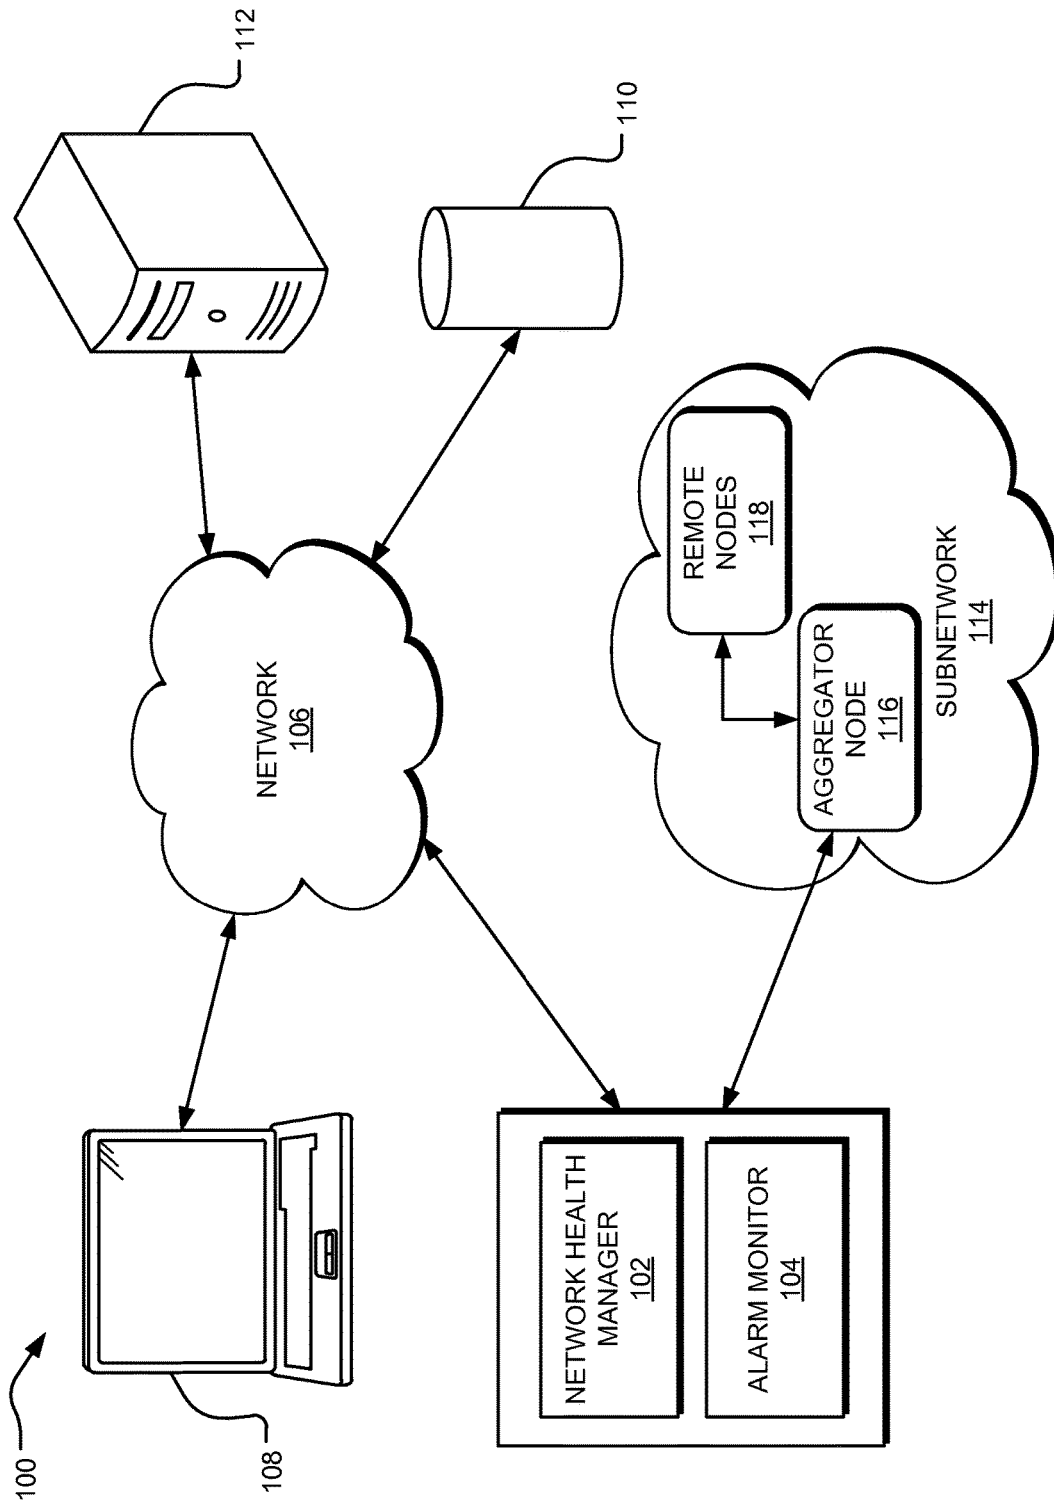 100
108
112
110
NETWORK
106
NETWORK HEALTH
MANAGER
102
ALARM MONITOR
104
REMOTE
NODES
118
AGGREGATOR
NODE
116
SUBNETWORK
114